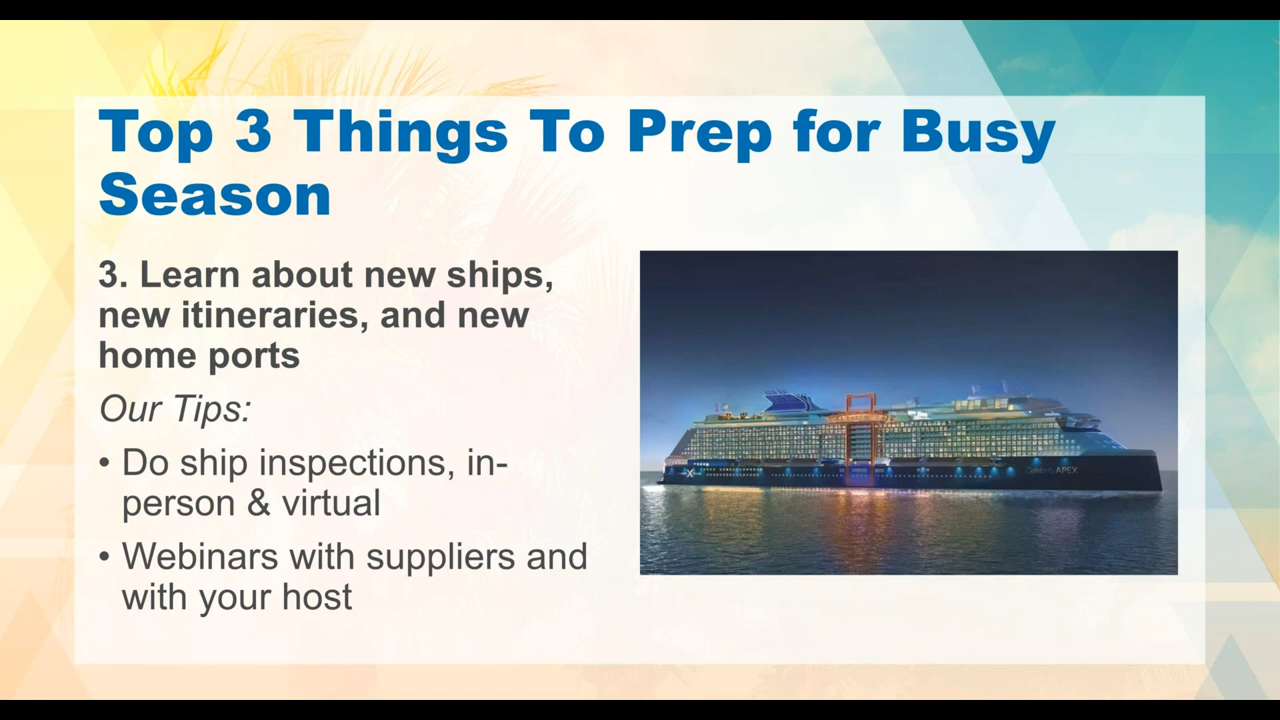 Top 3 Things To Prep for Busy
Season
3. Learn about new ships,
new itineraries, and new
home ports
Our Tips:
• Do ship inspections, in-
person & virtual
• Webinars with suppliers and
with your host
X
APEX